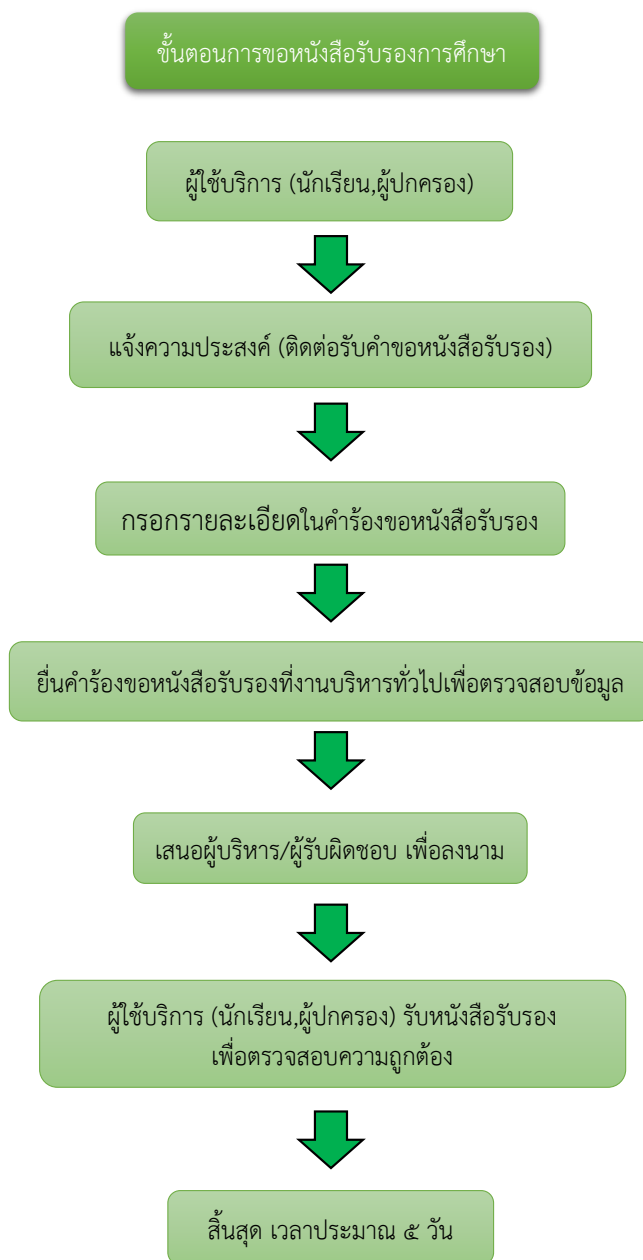 ขั้นตอนการขอหนังสือรับรองการศึกษา
ผู้ใช้บริการ (นักเรียน,ผู้ปกครอง)
แจ้งความประสงค์ (ติดต่อรับคำขอหนังสือรับรอง)
กรอกรายละเอียดในคำร้องขอหนังสือรับรอง
ยื่นคำร้องขอหนังสือรับรองที่งานบริหารทั่วไปเพื่อตรวจสอบข้อมูล
เสนอผู้บริหาร/ผู้รับผิดชอบ เพื่อลงนาม
ผู้ใช้บริการ (นักเรียน,ผู้ปกครอง) รับหนังสือรับรอง
เพื่อตรวจสอบความถูกต้อง
สิ้นสุด เวลาประมาณ ๕ วัน